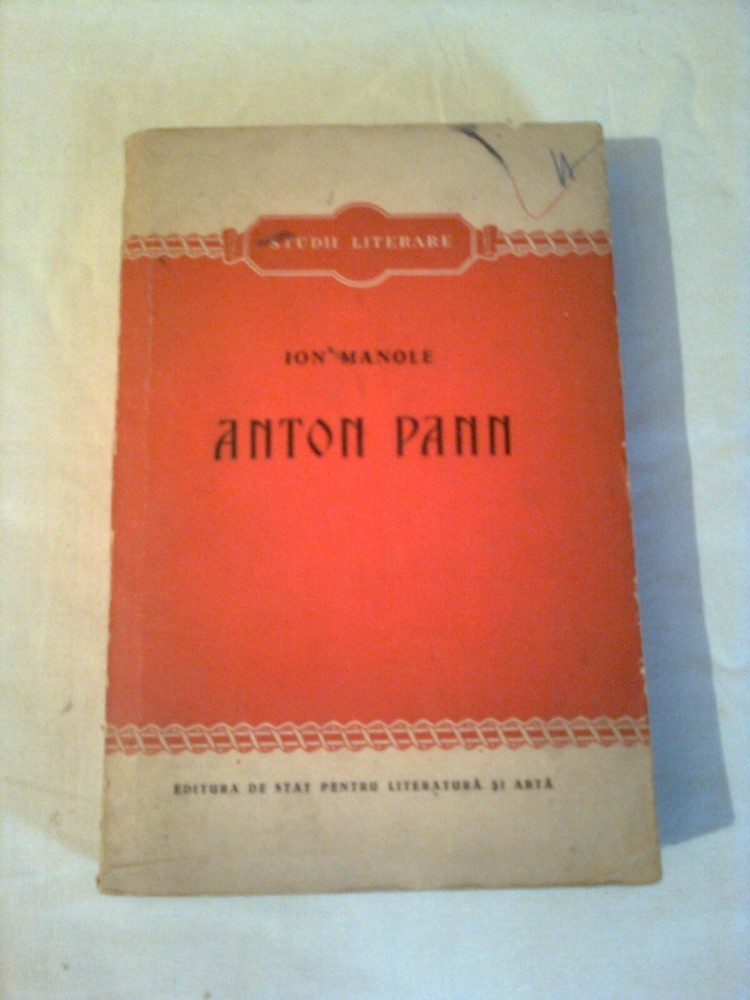 STUDII LITERARE
ION MANOLE
ANTON PANN
EDITURA DE STAT PENTRU LITERATURĂ ȘI ARTĂ